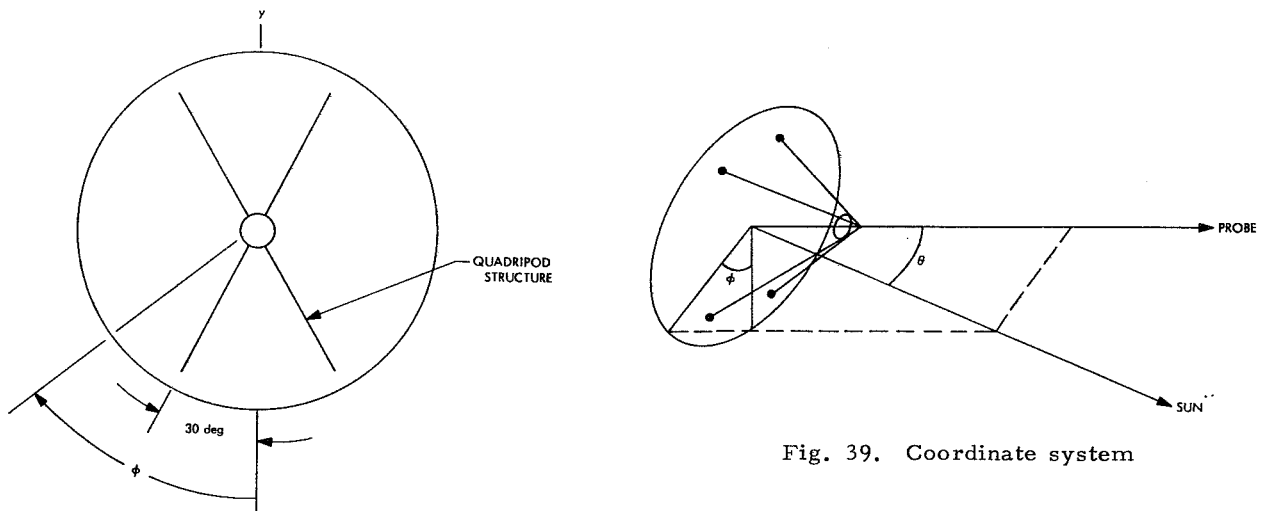 y
QUADRIPOD
STRUCTURE
30 deg
ϕ
ϕ
θ
PROBE
SUN
Fig. 39. Coordinate system